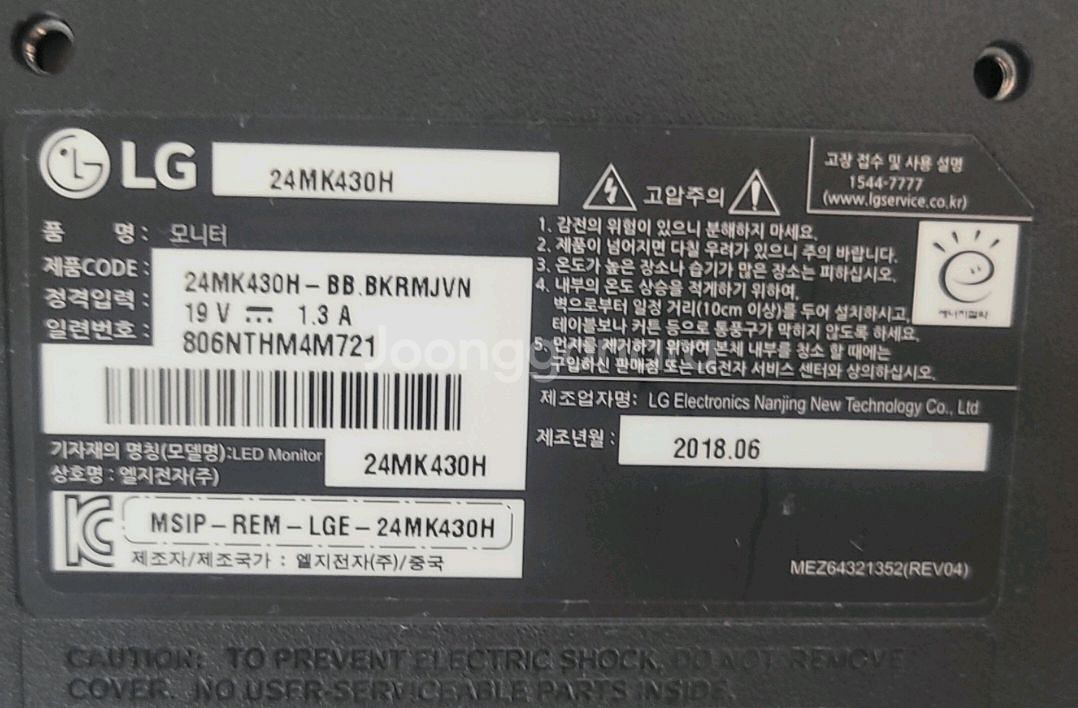 LG 24MK430H
품 명 : 모니터
제품CODE : 24MK430H-BB.BKRMJVN
정격입력 : 19 V 1.3 A
일련번호 : 806NTHM4M721
기자재의 명칭(모델명):LED Monitor 24MK430H
상호명 : 엘지전자(주)
MSIP-REM-LGE-24MK430H
제조자/제조국가 : 엘지전자(주)/중국
고압주의
고장 접수 및 사용 설명
1544-7777
(www.lgservice.co.kr)
1. 감전의 위험이 있으니 분해하지 마세요.
2. 제품이 넘어지면 다칠 우려가 있으니 주의 바랍니다.
3. 온도가 높은 장소나 습기가 많은 장소는 피하십시오.
4. 내부의 온도 상승을 적게하기 위하여,
벽으로부터 일정 거리(10cm 이상)를 두어 설치하시고,
테이블보나 커튼 등으로 통풍구가 막히지 않도록 하세요.
5. 먼지를 제거하기 위하여 본체 내부를 청소 할 때에는
구입하신 판매점 또는 LG전자 서비스 센터와 상의하십시오.
에너지절약
제조업자명: LG Electronics Nanjing New Technology Co., Ltd
제조년월 : 2018.06
MEZ64321352(REV04)
Joonggonara
CAUTION: TO PREVENT ELECTRIC SHOCK, DO NOT REMOVE
COVER. NO USER-SERVICEABLE PARTS INSIDE.